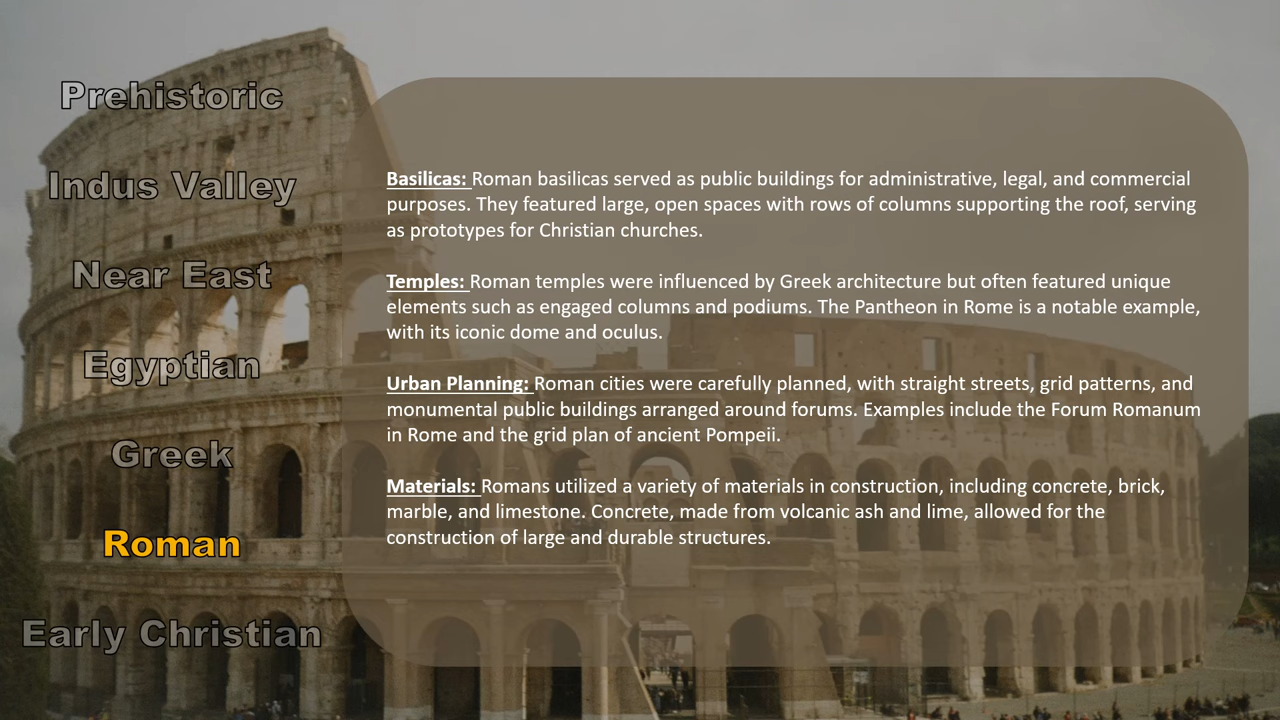 Prehistoric
Indus Valley
Near East
Egyptian
Greek
Roman
Early Christian
Basilicas: Roman basilicas served as public buildings for administrative, legal, and commercial
purposes. They featured large, open spaces with rows of columns supporting the roof, serving
as prototypes for Christian churches.
Temples: Roman temples were influenced by Greek architecture but often featured unique
elements such as engaged columns and podiums. The Pantheon in Rome is a notable example,
with its iconic dome and oculus.
Urban Planning: Roman cities were carefully planned, with straight streets, grid patterns, and
monumental public buildings arranged around forums. Examples include the Forum Romanum
in Rome and the grid plan of ancient Pompeii.
Materials: Romans utilized a variety of materials in construction, including concrete, brick,
marble, and limestone. Concrete, made from volcanic ash and lime, allowed for the
construction of large and durable structures.